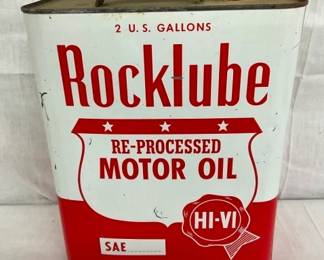 2 U.S. GALLONS
Rocklube
RE-PROCESSED
MOTOR OIL
HI-VI
SAE